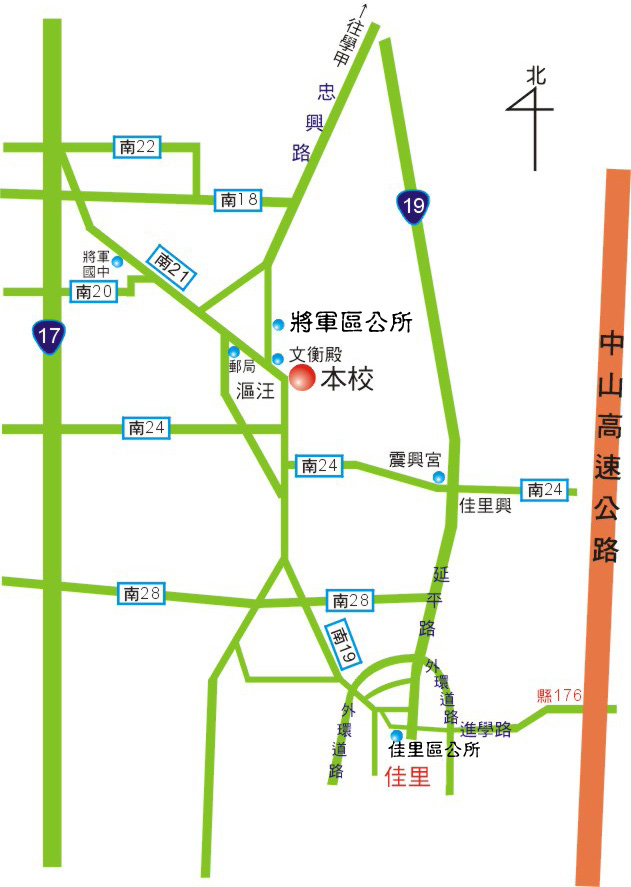 →往學甲
忠興路
北
南22
南18
19
將軍
國中
南21
南20
17
將軍區公所
文衡殿
郵局
本校
漚汪
中山高速公路
南24
南24
震興宮
南24
佳里興
延平路
南28
南28
南19
外環道路
縣176
外環道路
進學路
佳里區公所
佳里